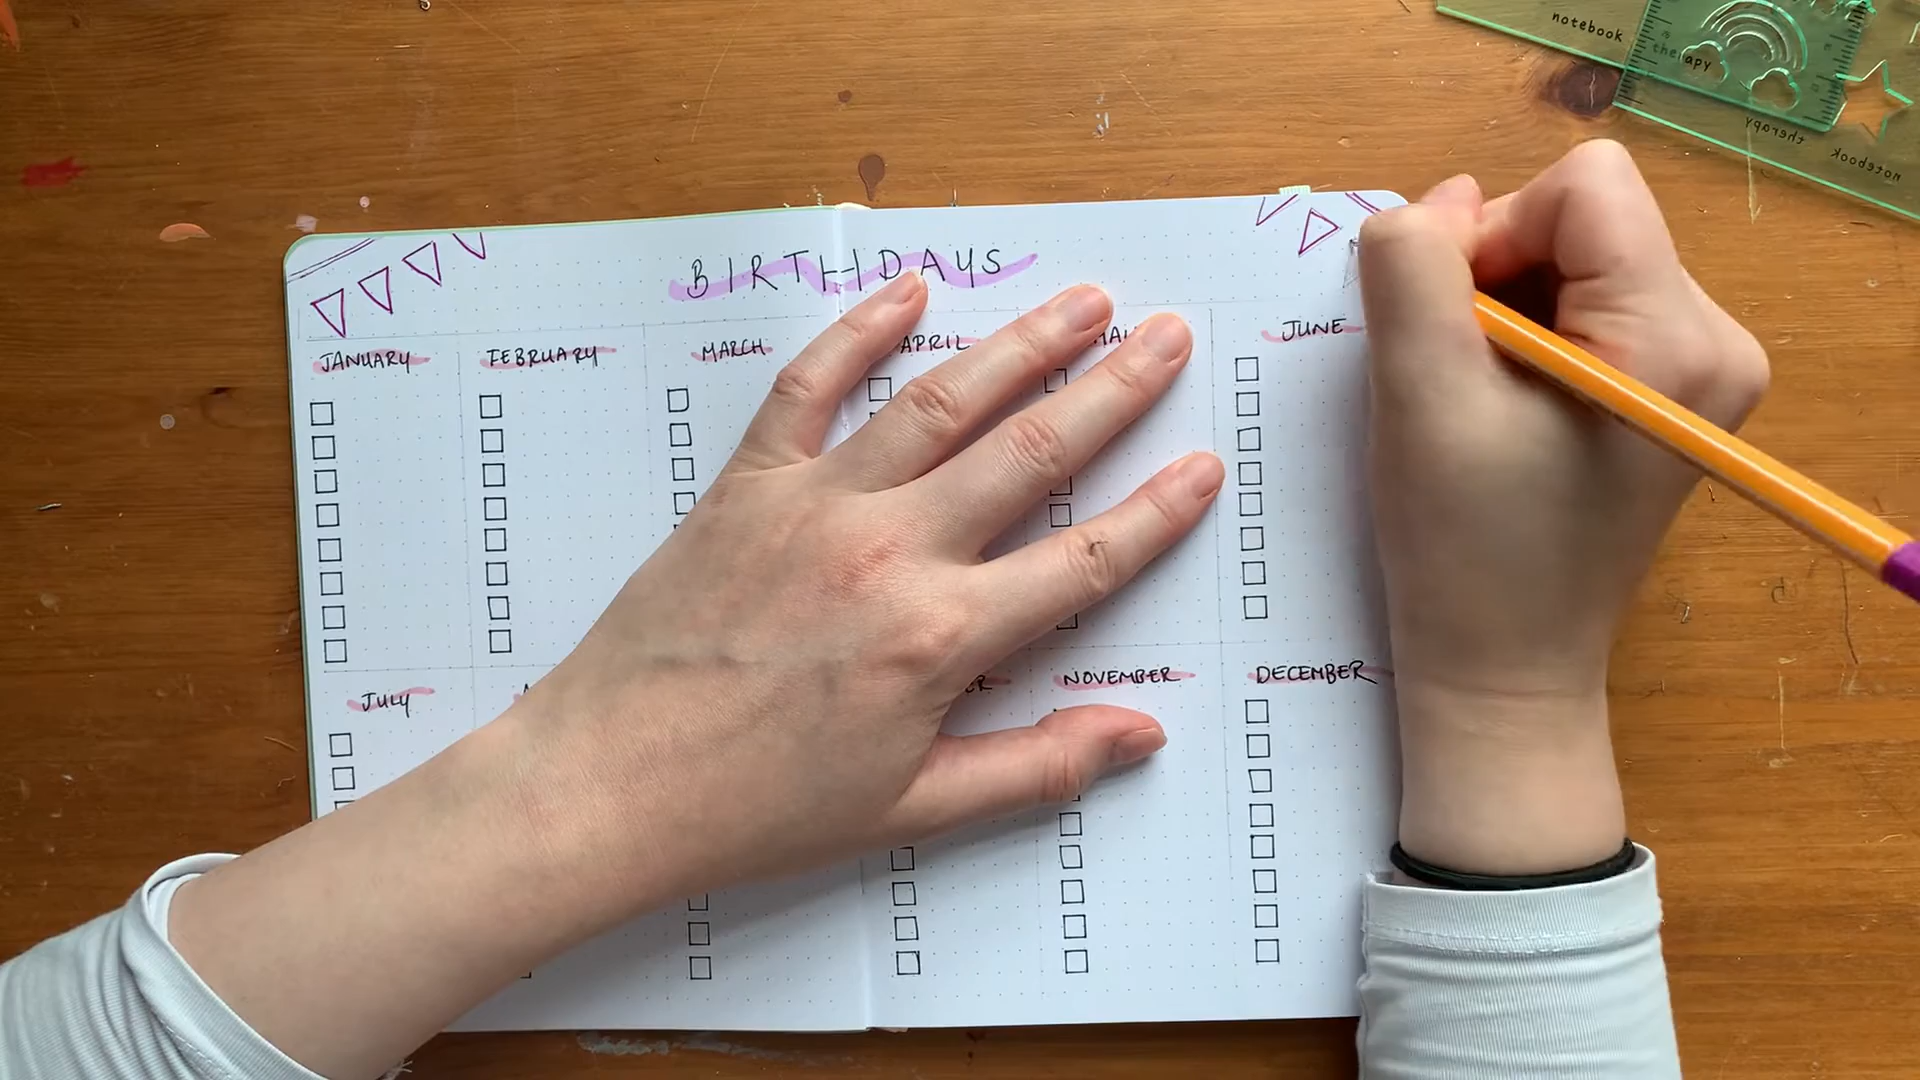 notebook
therapy
therapy
notebook
BIRTHDAYS
JANUARY FEBRUARY MARCH APRIL JUNE
JULY NOVEMBER DECEMBER